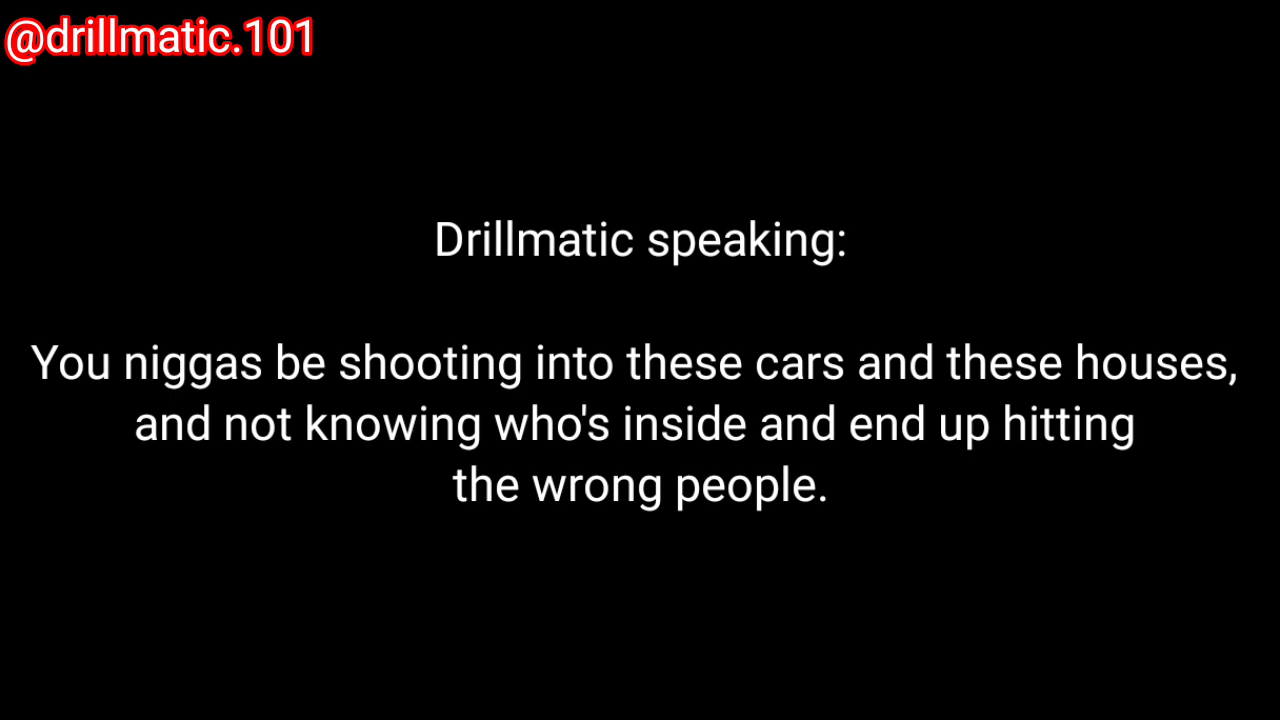 @drillmatic.101
Drillmatic speaking:
You niggas be shooting into these cars and these houses,
and not knowing who's inside and end up hitting
the wrong people.